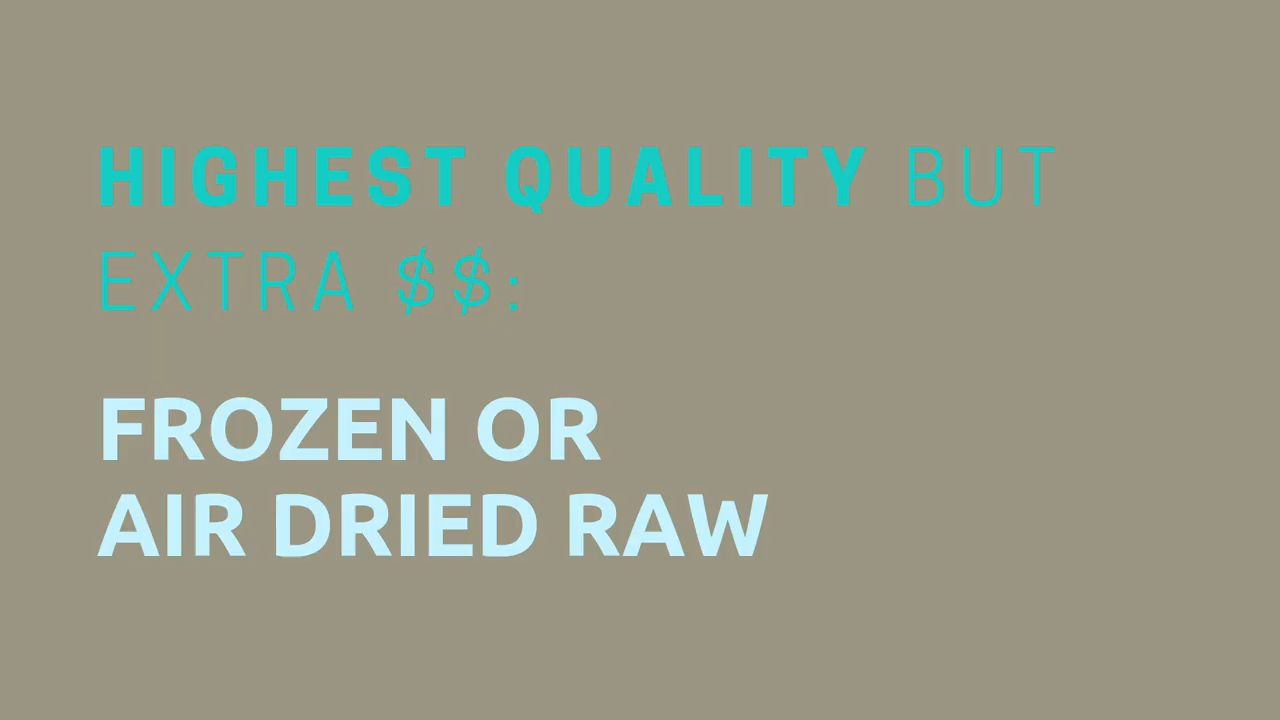 HIGHEST QUALITY BUT
EXTRA $$:
FROZEN OR
AIR DRIED RAW